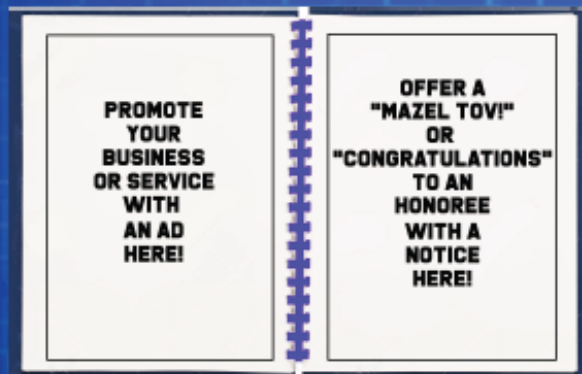 PROMOTE
YOUR
BUSINESS
OR SERVICE
WITH
AN AD
HERE!
OFFER A
"MAZEL TOV!"
OR
"CONGRATULATIONS"
TO AN
HONOREE
WITH A
NOTICE
HERE!